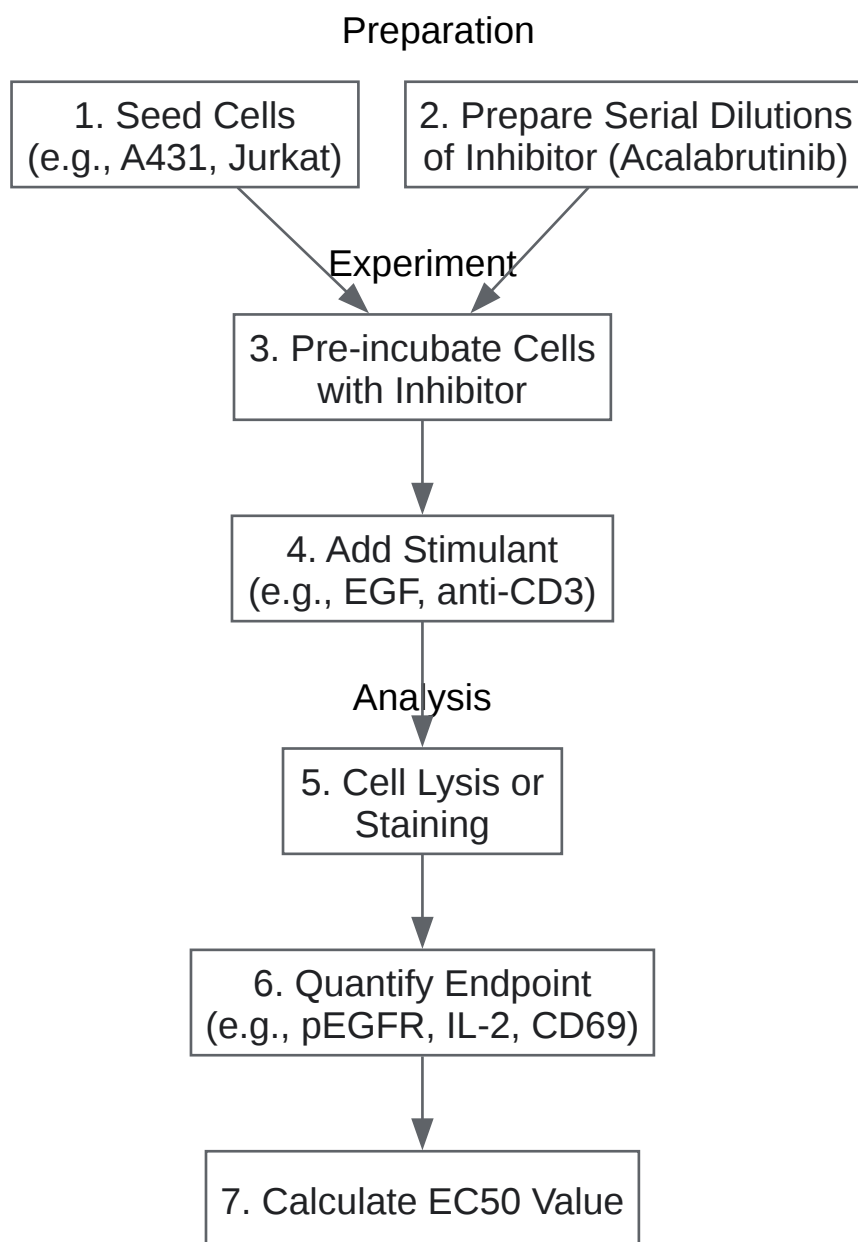 Preparation
1. Seed Cells
(e.g., A431, Jurkat)
2. Prepare Serial Dilutions
of Inhibitor (Acalabrutinib)
Experiment
3. Pre-incubate Cells
with Inhibitor
4. Add Stimulant
(e.g., EGF, anti-CD3)
Analysis
5. Cell Lysis or
Staining
6. Quantify Endpoint
(e.g., pEGFR, IL-2, CD69)
7. Calculate EC50 Value